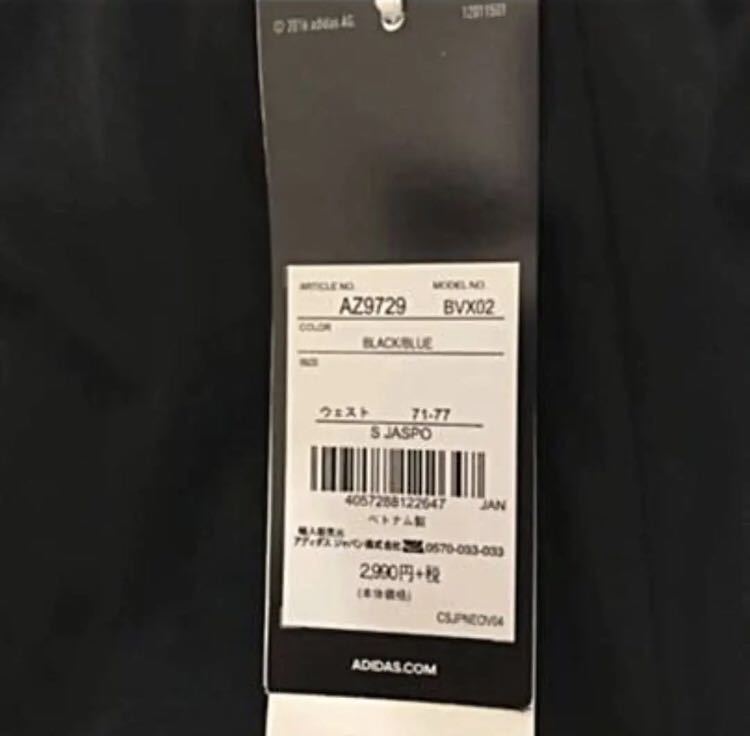 © 2016 adidas AG. 12011501
ARTICLE NO. MODEL NO.
AZ9729 BVX02
COLOR
BLACK/BLUE
SIZE
ウェスト 71-77
S JASPO
4057288122647 JAN
ベトナム製
輸入販売元
アディダス ジャパン株式会社 0570-033-033
2,990円+税
(本体価格)
CSJPNEOV04
ADIDAS.COM